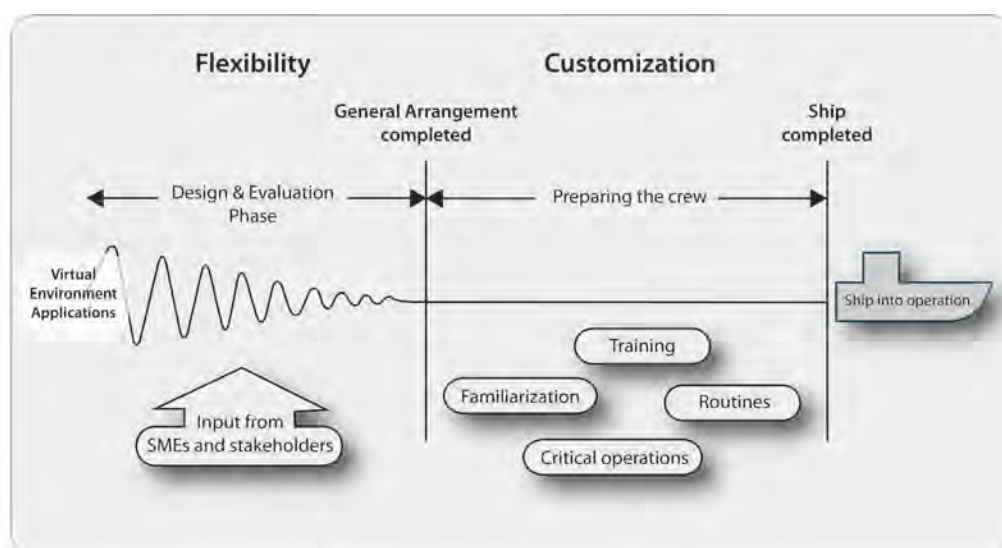 Flexibility
Customization
General Arrangement
completed
Ship
completed
Design & Evaluation
Phase
Preparing the crew
Virtual
Environment
Applications
Ship into operation
Training
Familiarization
Routines
Input from
SMEs and stakeholders
Critical operations